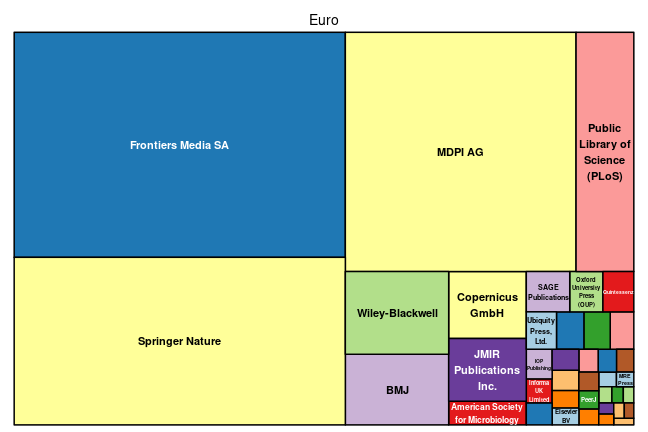 Euro
Frontiers Media SA
MDPI AG
Public
Library of
Science
(PLoS)
Springer Nature
Wiley-Blackwell
BMJ
Copernicus
GmbH
JMIR
Publications
Inc.
American Society
for Microbiology
SAGE
Publications
Oxford
University
Press
(OUP)
Quintessenz
Ubiquity
Press,
Ltd.
IOP
Publishing
Informa
UK
Limited
Elsevier
BV
PeerJ
MRE
Press